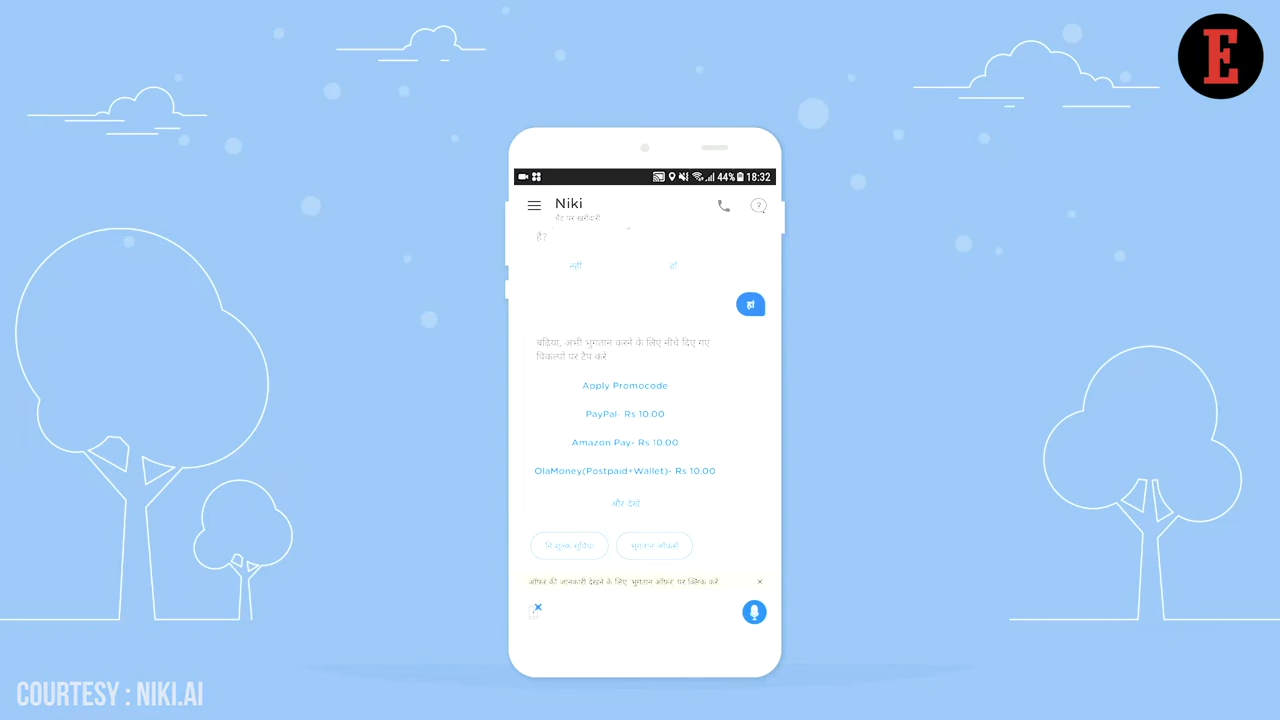 E
44% 18:32
Niki
चैट पर खरीदारी
है?
नहीं हाँ
हां
बढ़िया, अभी भुगतान करने के लिए नीचे दिए गए
विकल्पों पर टैप करें
Apply Promocode
PayPal- Rs 10.00
Amazon Pay- Rs 10.00
OlaMoney(Postpaid+Wallet)- Rs 10.00
और देखें
नि:शुल्क सुविधा भुगतान ऑफर्स
ऑफर की जानकारी देखने के लिए 'भुगतान ऑफर' पर क्लिक करें
COURTESY : NIKI.AI